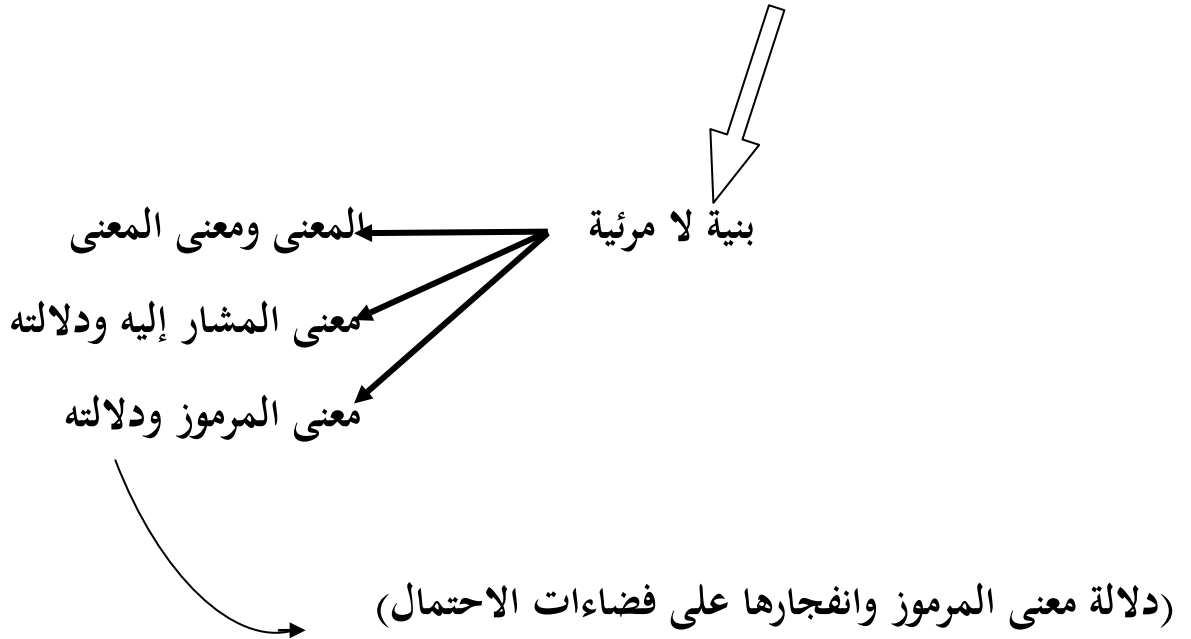 بنية لا مرئية المعنى ومعنى المعنى
معنى المشار إليه ودلالته
معنى المرموز ودلالته
(دلالة معنى المرموز وانفجارها على فضاءات الاحتمال)